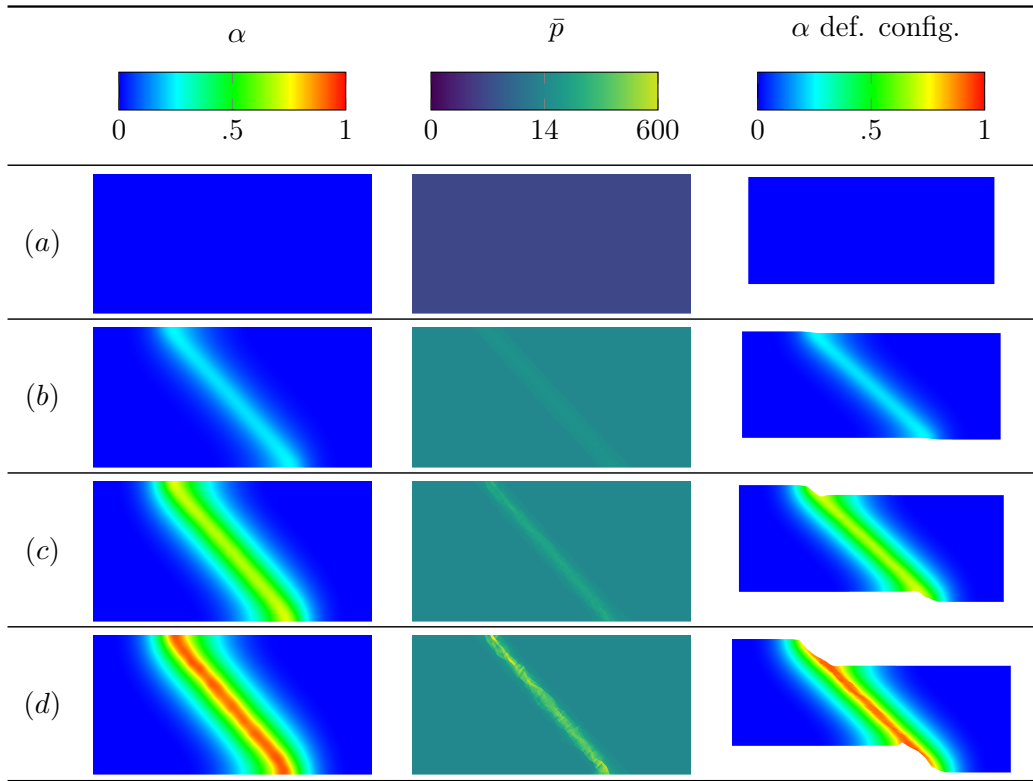 α p̄ α def. config.
0 .5 1 0 14 600 0 .5 1
(a)
(b)
(c)
(d)